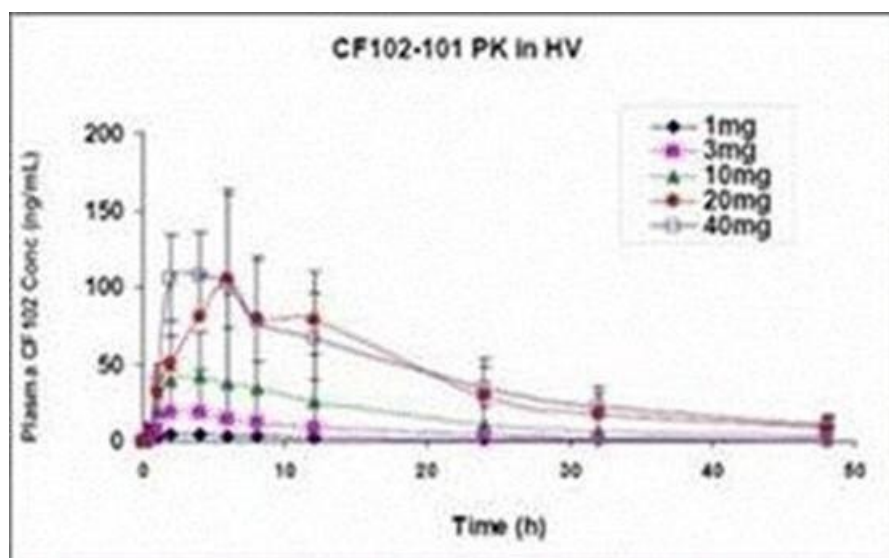 CF102-101 PK in HV
Plasma CF102 Conc (ng/mL)
200
150
100
50
0
0
10
20
30
40
50
Time (h)
1mg
3mg
10mg
20mg
40mg